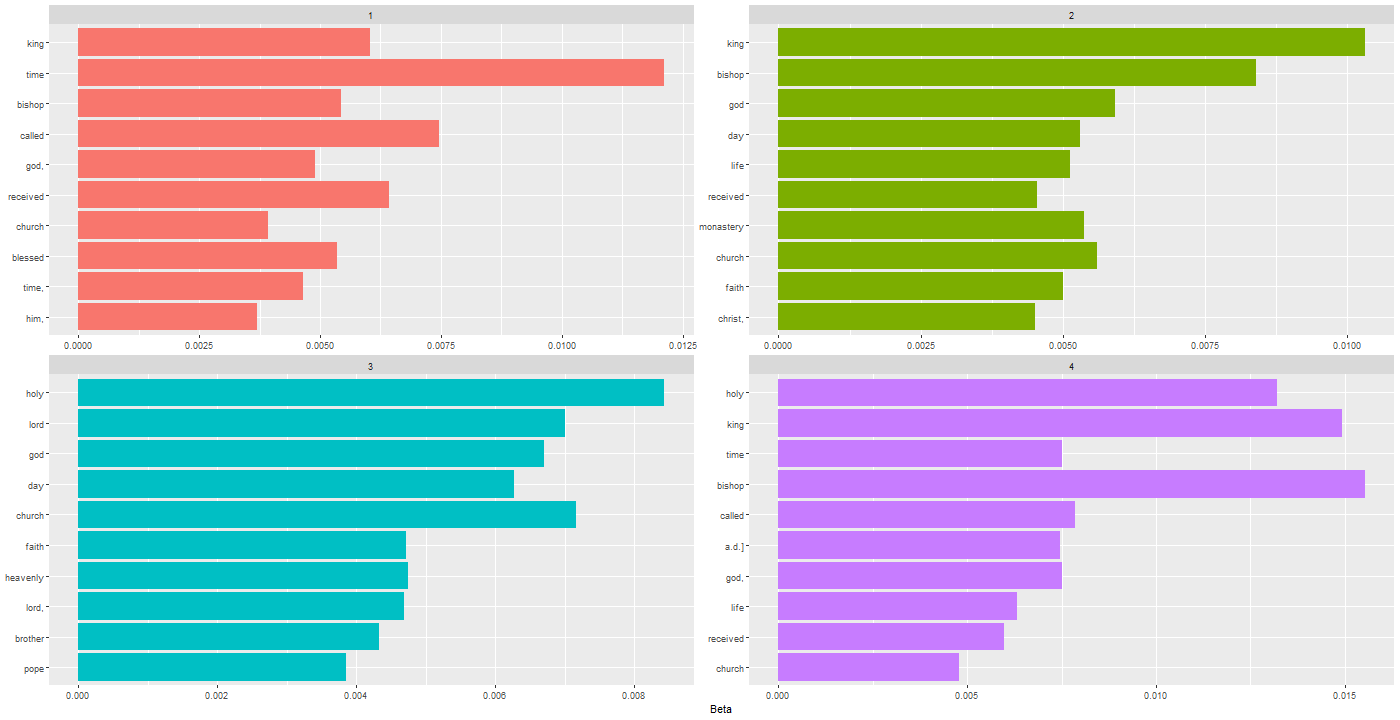 1
king
time
bishop
called
god,
received
church
blessed
time,
him,
0.0000 0.0025 0.0050 0.0075 0.0100 0.0125
2
king
bishop
god
day
life
received
monastery
church
faith
christ,
0.0000 0.0025 0.0050 0.0075 0.0100
3
holy
lord
god
day
church
faith
heavenly
lord,
brother
pope
0.000 0.002 0.004 0.006 0.008
4
holy
king
time
bishop
called
a.d.]
god,
life
received
church
0.000 0.005 0.010 0.015
Beta